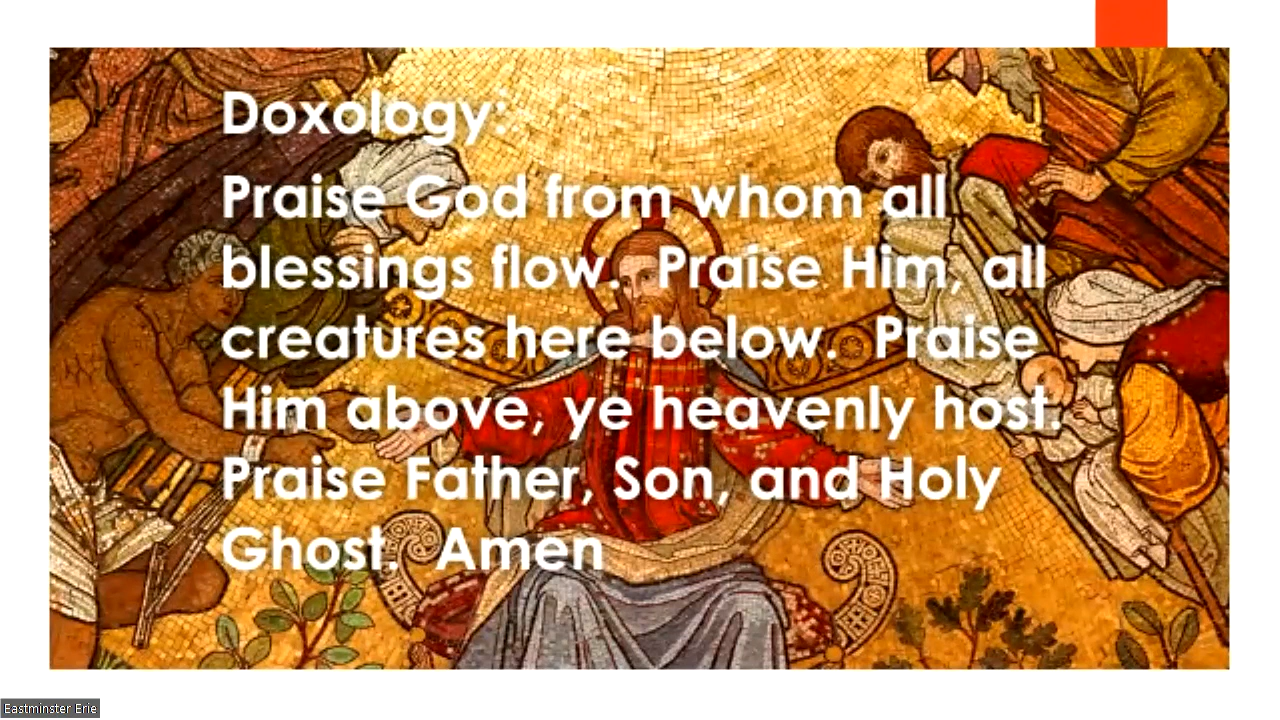 Doxology:
Praise God from whom all
blessings flow.  Praise Him, all
creatures here below.  Praise
Him above, ye heavenly host.
Praise Father, Son, and Holy
Ghost.  Amen
Eastminster Erie